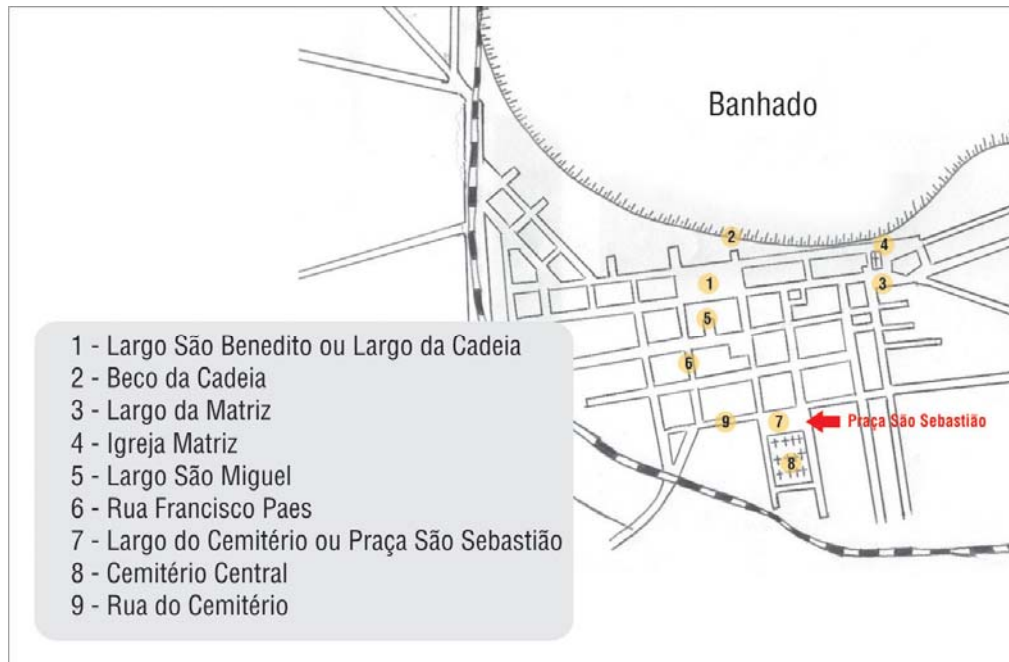 Banhado
2
4
1
3
5
6
9
7
Praça São Sebastião
8
1 - Largo São Benedito ou Largo da Cadeia
2 - Beco da Cadeia
3 - Largo da Matriz
4 - Igreja Matriz
5 - Largo São Miguel
6 - Rua Francisco Paes
7 - Largo do Cemitério ou Praça São Sebastião
8 - Cemitério Central
9 - Rua do Cemitério